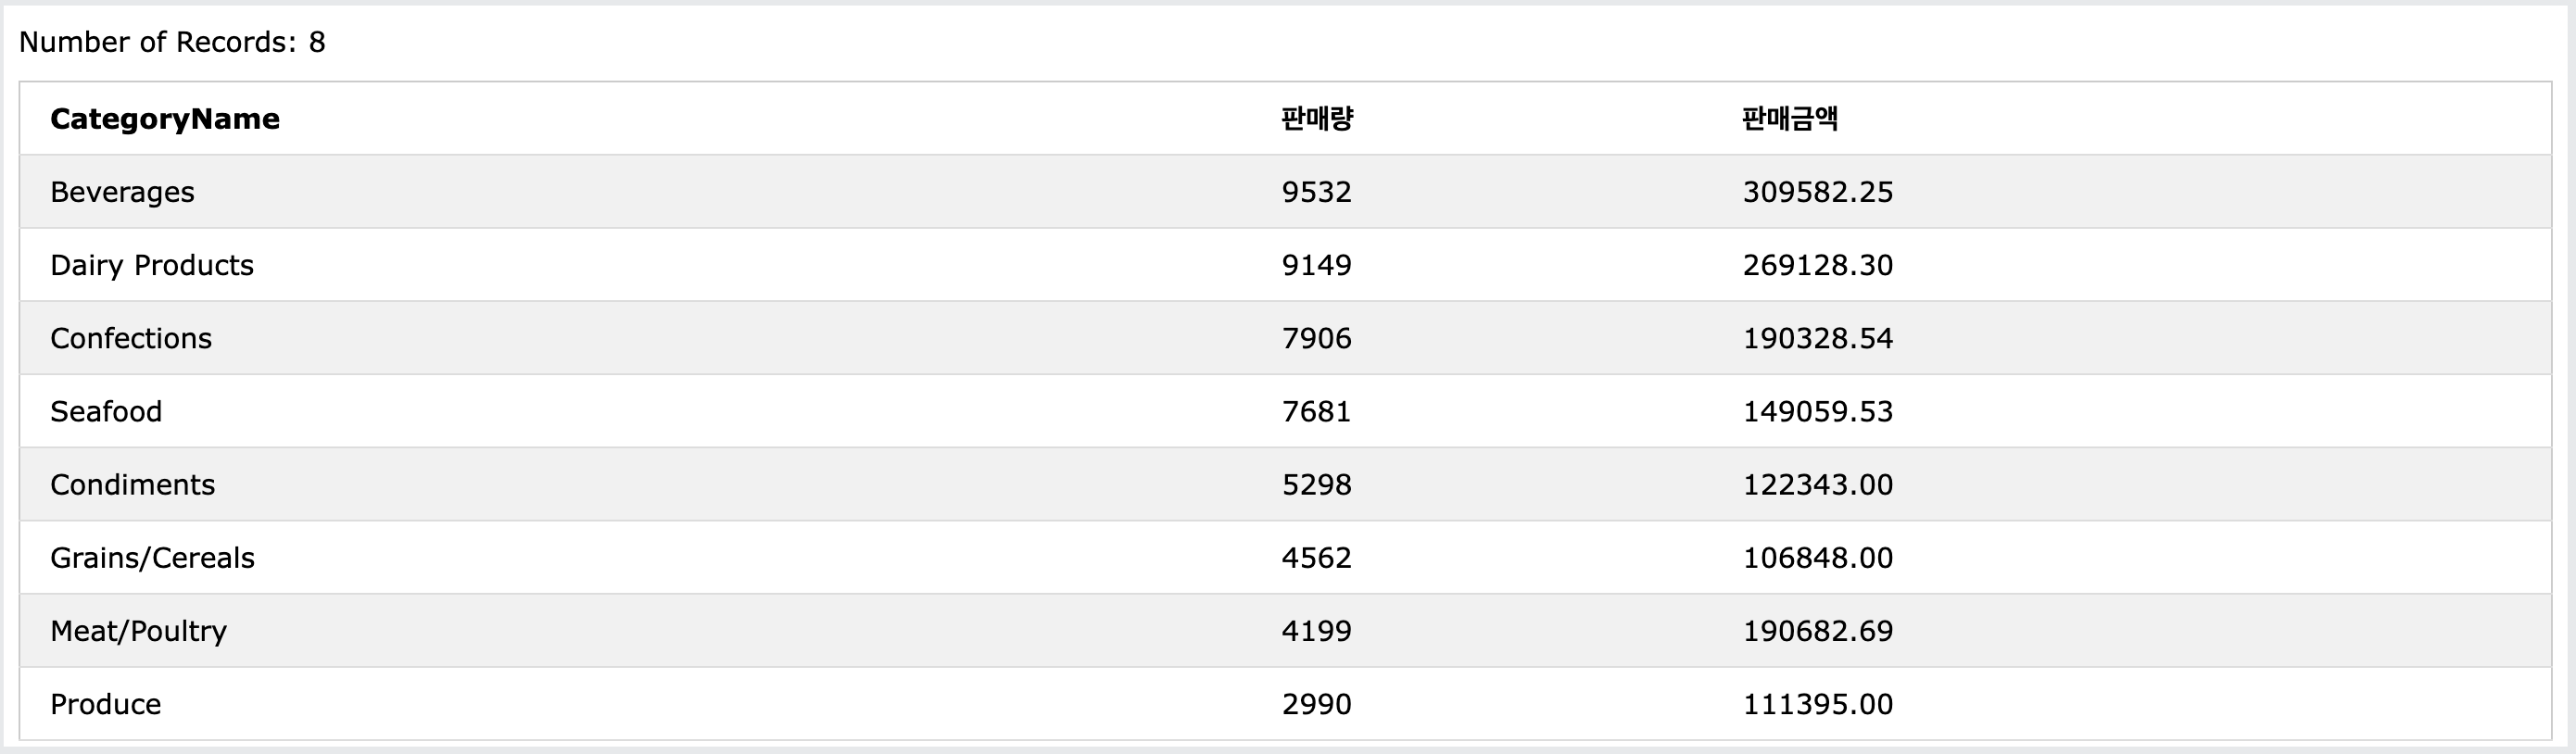 Number of Records: 8
CategoryName 판매량 판매금액
Beverages 9532 309582.25
Dairy Products 9149 269128.30
Confections 7906 190328.54
Seafood 7681 149059.53
Condiments 5298 122343.00
Grains/Cereals 4562 106848.00
Meat/Poultry 4199 190682.69
Produce 2990 111395.00